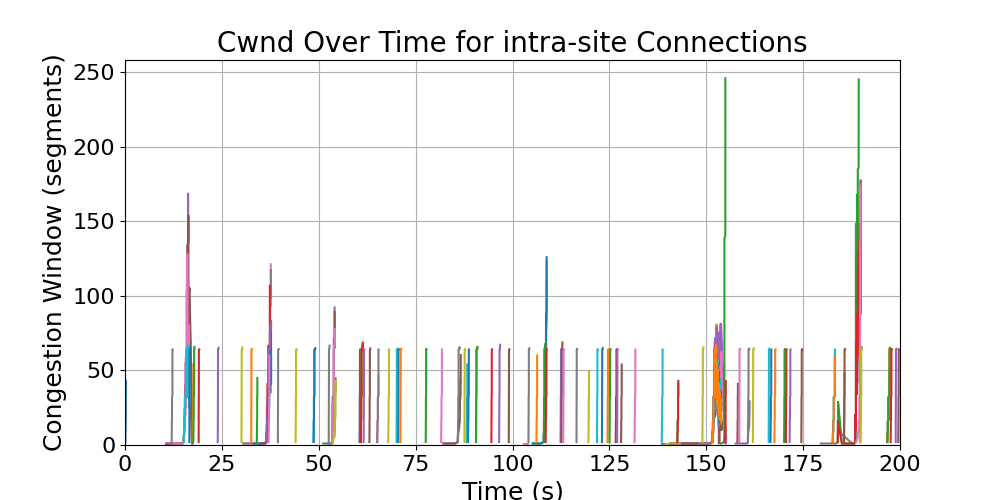 Cwnd Over Time for intra-site Connections
Congestion Window (segments)
250
200
150
100
50
0
0 25 50 75 100 125 150 175 200
Time (s)